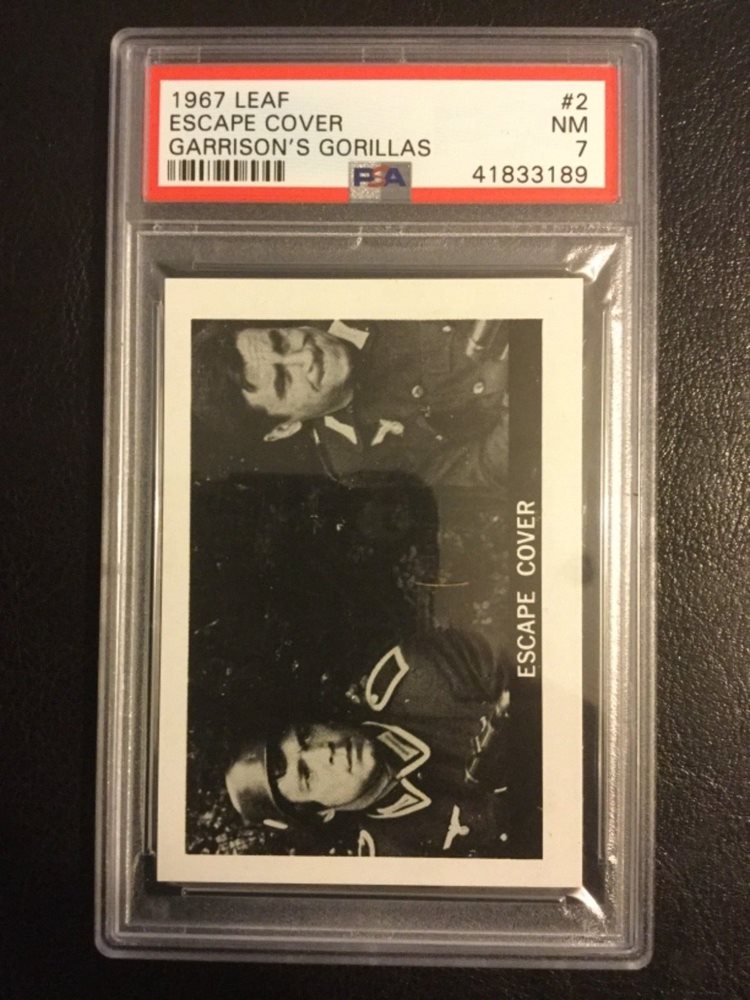 1967 LEAF #2
ESCAPE COVER NM
GARRISON'S GORILLAS 7
PSA 41833189
ESCAPE COVER